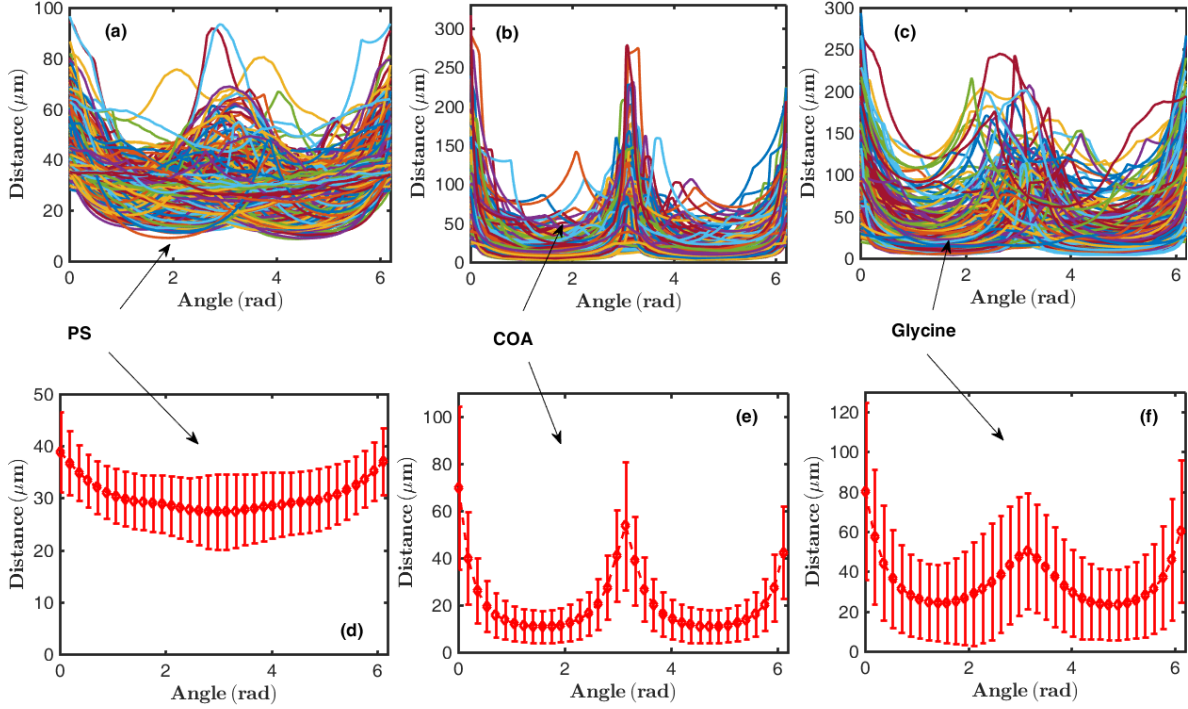 (a)
Distance (μm)
100
80
60
40
20
0
0 2 4 6
Angle (rad)
(b)
Distance (μm)
300
250
200
150
100
50
0
0 2 4 6
Angle (rad)
(c)
Distance (μm)
300
250
200
150
100
50
0
0 2 4 6
Angle (rad)
PS
COA
Glycine
(d)
Distance (μm)
50
40
30
20
10
0
0 2 4 6
Angle (rad)
(e)
Distance (μm)
100
80
60
40
20
0
0 2 4 6
Angle (rad)
(f)
Distance (μm)
120
100
80
60
40
20
0
0 2 4 6
Angle (rad)